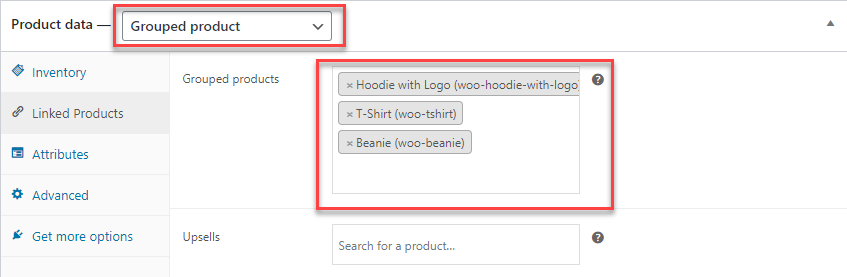 Product data — Grouped product
Inventory
Linked Products
Attributes
Advanced
Get more options
Grouped products
× Hoodie with Logo (woo-hoodie-with-logo)
× T-Shirt (woo-tshirt)
× Beanie (woo-beanie)
Upsells
Search for a product...